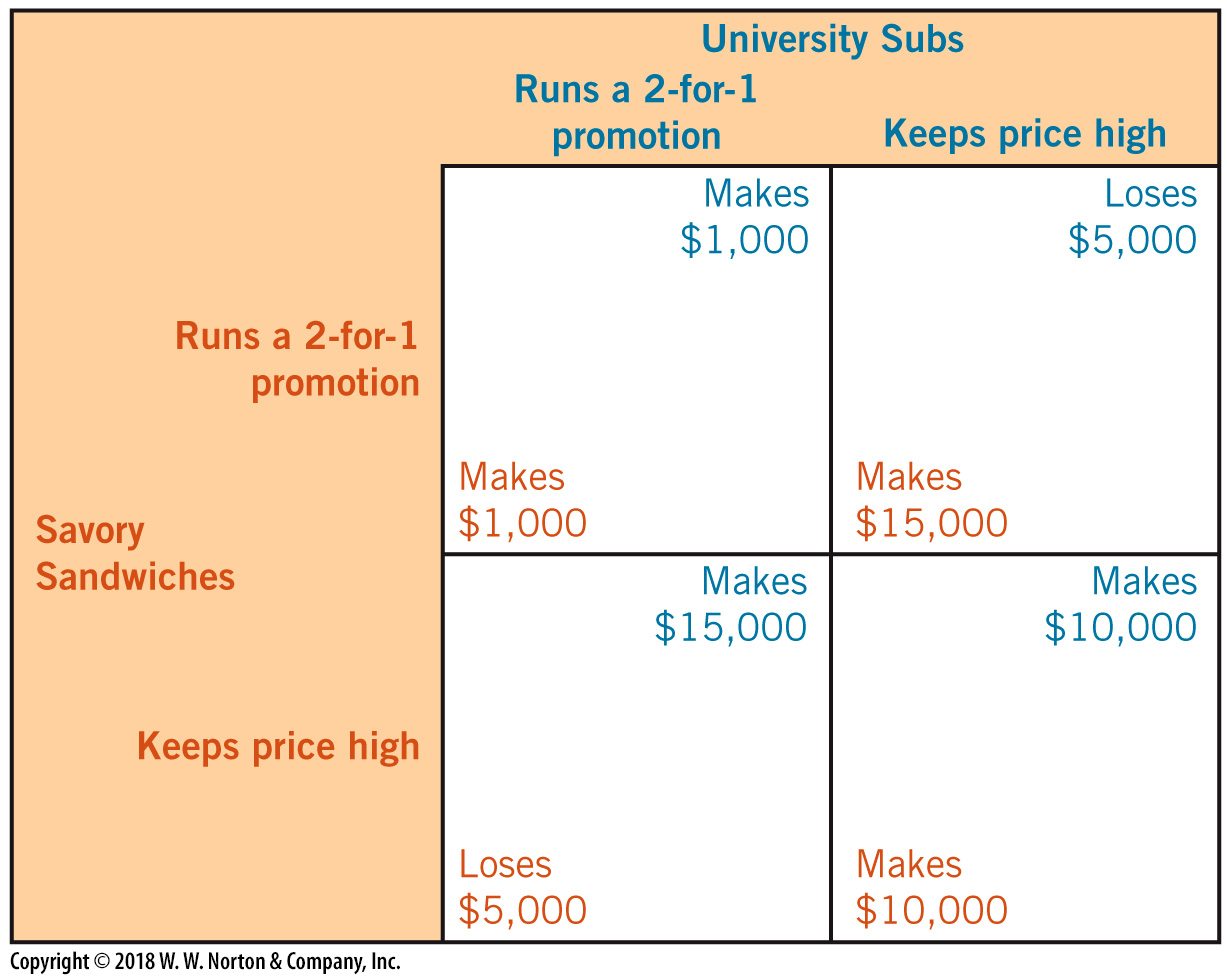 University Subs
Runs a 2-for-1
promotion
Keeps price high
Makes
$1,000
Loses
$5,000
Runs a 2-for-1
promotion
Makes
$1,000
Makes
$15,000
Savory
Sandwiches
Makes
$15,000
Makes
$10,000
Keeps price high
Loses
$5,000
Makes
$10,000
Copyright © 2018 W. W. Norton & Company, Inc.